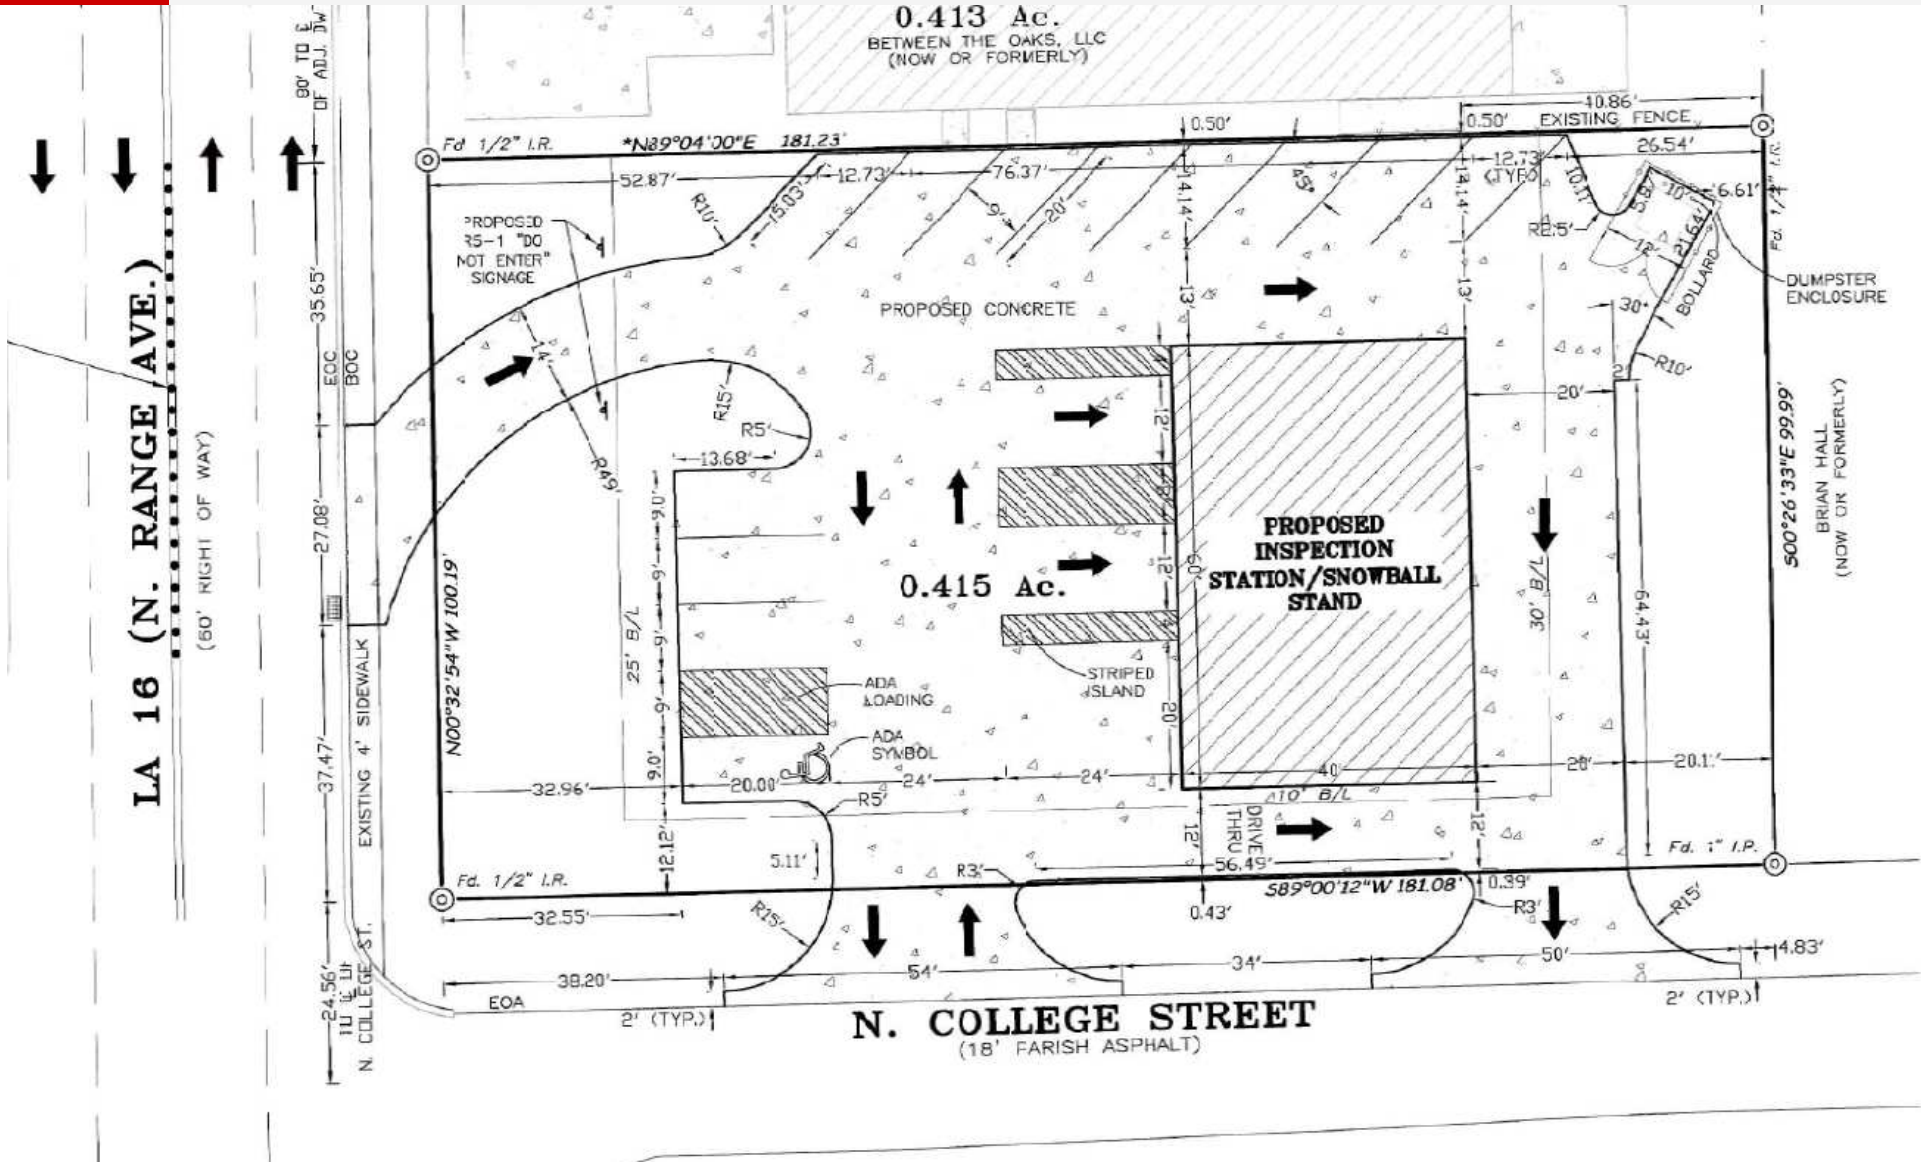 0.413 Ac.
BETWEEN THE OAKS, LLC
(NOW OR FORMERLY)
80' TO
OF ADJ. DW
40.86'
0.50'
0.50'
EXISTING FENCE
Fd 1/2" I.R.
*N89°04'00"E 181.23'
26.54'
52.87'
12.73'
76.37'
12.73'
(TYP.)
R10'
15.03'
9'
20'
14.14'
45°
14.14'
10.11'
10'
6.61'
Fd. 1/2" I.R.
PROPOSED
R5-1 "DO
NOT ENTER"
SIGNAGE
R2.5'
12'
21.64'
BOLLARD
DUMPSTER
ENCLOSURE
35.65'
13'
13'
30'
PROPOSED CONCRETE
LA 16 (N. RANGE AVE.)
(60' RIGHT OF WAY)
EOC
BOC
14'
R15'
R10'
2'
20'
R5'
12'
13.68'
R49'
S00°26'33"E 99.99'
BRIAN HALL
(NOW OR FORMERLY)
9.0'
8'
27.08'
PROPOSED
INSPECTION
STATION/SNOWBALL
STAND
60'
9'
12'
0.415 Ac.
30' B/L
64.43'
N00°32'54"W 100.19'
25' B/L
9'
4'
STRIPED
ISLAND
ADA
LOADING
9'
20'
ADA
SYMBOL
EXISTING 4' SIDEWALK
37.47'
9.0'
32.96'
20.00'
24'
24'
40'
20'
10' B/L
R5'
DRIVE
THRU
12'
12'
12.12'
5.11'
56.49'
Fd. 1" I.P.
R3'
Fd. 1/2" I.R.
S89°00'12"W 181.08'
0.39'
32.55'
R15'
0.43'
R3'
R15'
38.20'
54'
34'
50'
4.83'
24.56'
N. COLLEGE ST.
EOA
2' (TYP.)
2' (TYP.)
N. COLLEGE STREET
(18' PARISH ASPHALT)